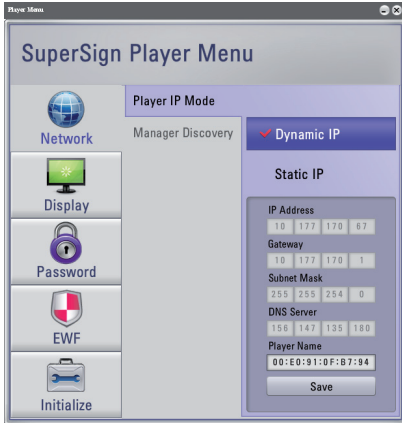 Player Menu
SuperSign Player Menu
Network
Display
Password
EWF
Initialize
Player IP Mode
Manager Discovery
Dynamic IP
Static IP
IP Address
10 177 170 67
Gateway
10 177 170 1
Subnet Mask
255 255 254 0
DNS Server
156 147 135 180
Player Name
00:E0:91:0F:B7:94
Save